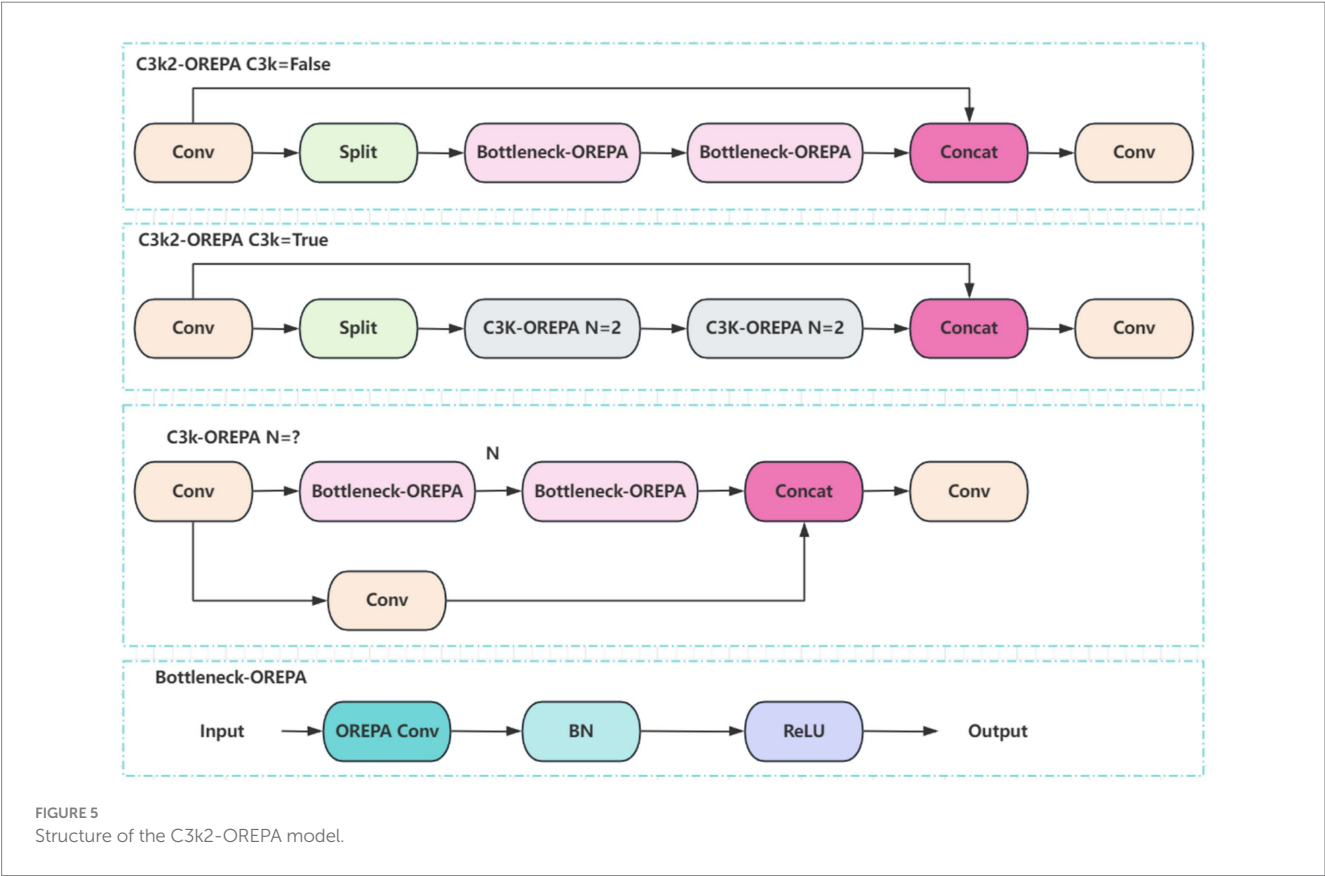 C3k2-OREPA C3k=False
Conv Split Bottleneck-OREPA Bottleneck-OREPA Concat Conv
C3k2-OREPA C3k=True
Conv Split C3K-OREPA N=2 C3K-OREPA N=2 Concat Conv
C3k-OREPA N=?
N
Conv Bottleneck-OREPA Bottleneck-OREPA Concat Conv
Conv
Bottleneck-OREPA
Input OREPA Conv BN ReLU Output
FIGURE 5
Structure of the C3k2-OREPA model.